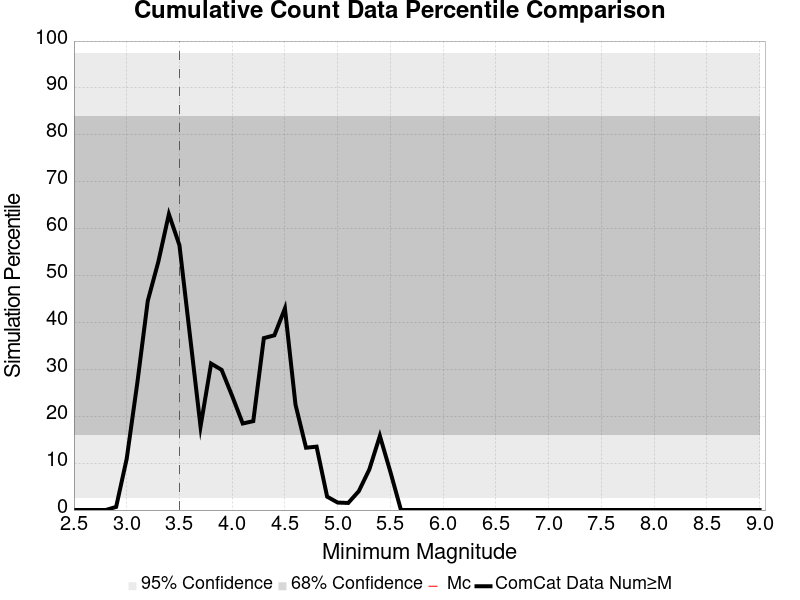 Cumulative Count Data Percentile Comparison
100
90
80
70
60
50
40
30
20
10
0
Simulation Percentile
2.5 3.0 3.5 4.0 4.5 5.0 5.5 6.0 6.5 7.0 7.5 8.0 8.5 9.0
Minimum Magnitude
95% Confidence 68% Confidence Mc ComCat Data Num≥M